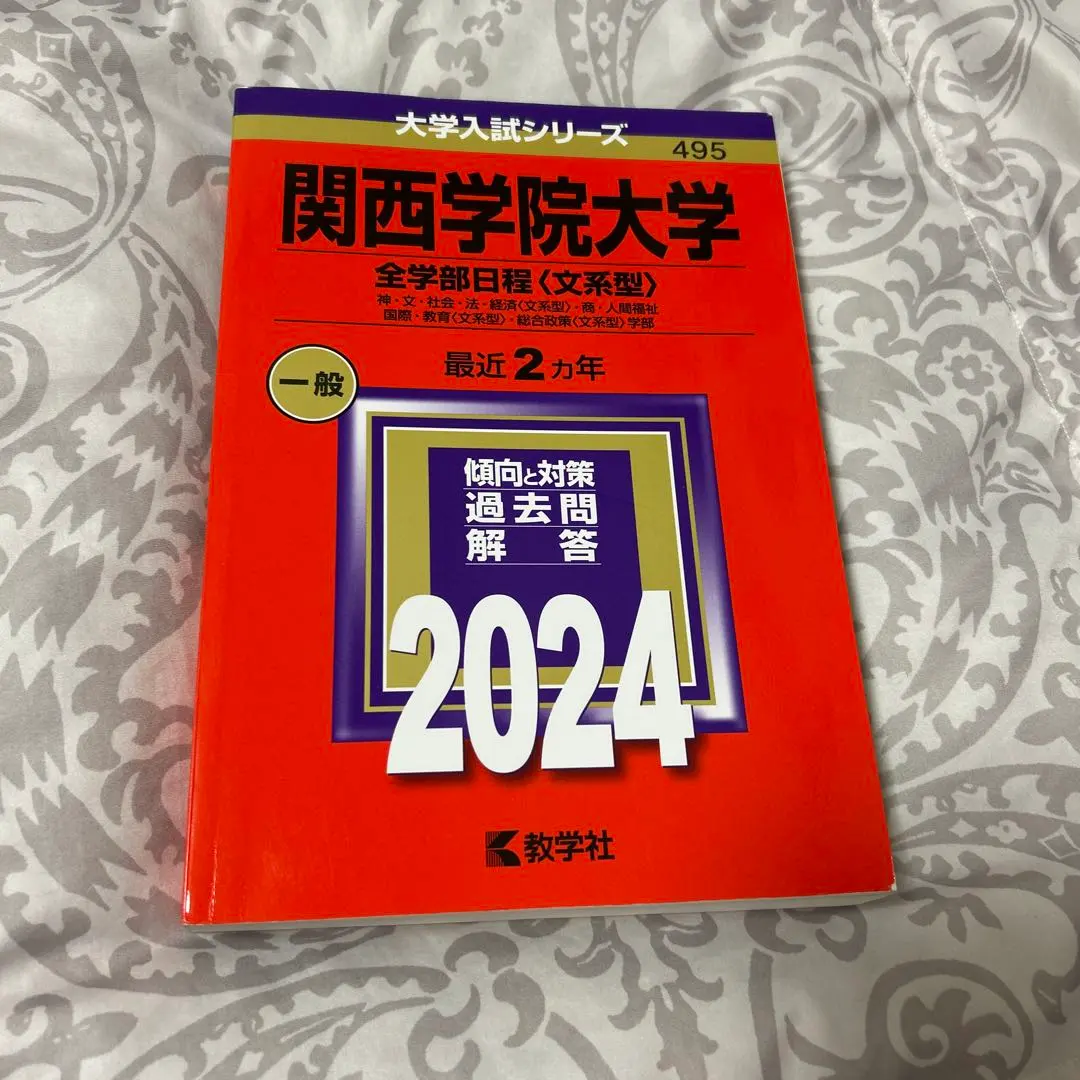 大学入試シリーズ
495
関西学院大学
全学部日程〈文系型〉
神・文・社会・法・経済〈文系型〉・商・人間福祉
国際・教育〈文系型〉・総合政策〈文系型〉学部
最近2カ年
一般
傾向と対策
過去問
解答
2024
教学社